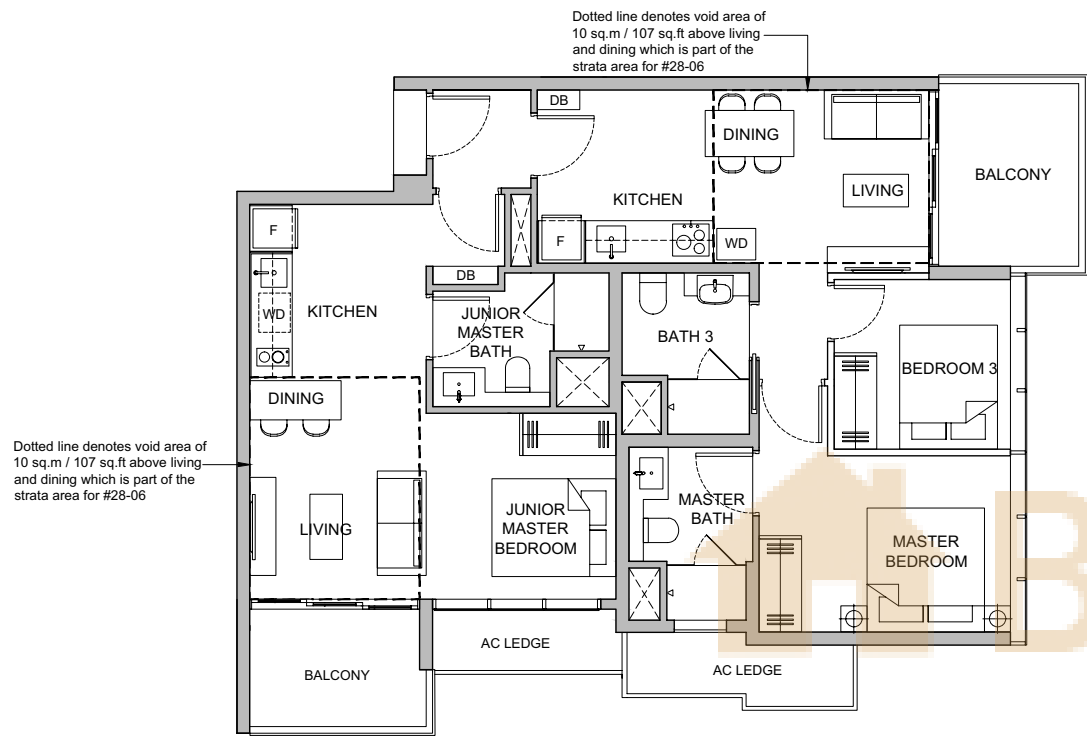 Dotted line denotes void area of
10 sq.m / 107 sq.ft above living
and dining which is part of the
strata area for #28-06
DB
DINING
BALCONY
KITCHEN
LIVING
F
F
WD
DB
WD
KITCHEN
JUNIOR
MASTER
BATH
BATH 3
BEDROOM 3
DINING
Dotted line denotes void area of
10 sq.m / 107 sq.ft above living
and dining which is part of the
strata area for #28-06
LIVING
JUNIOR
MASTER
BEDROOM
MASTER
BATH
MASTER
BEDROOM
B
BALCONY
AC LEDGE
AC LEDGE